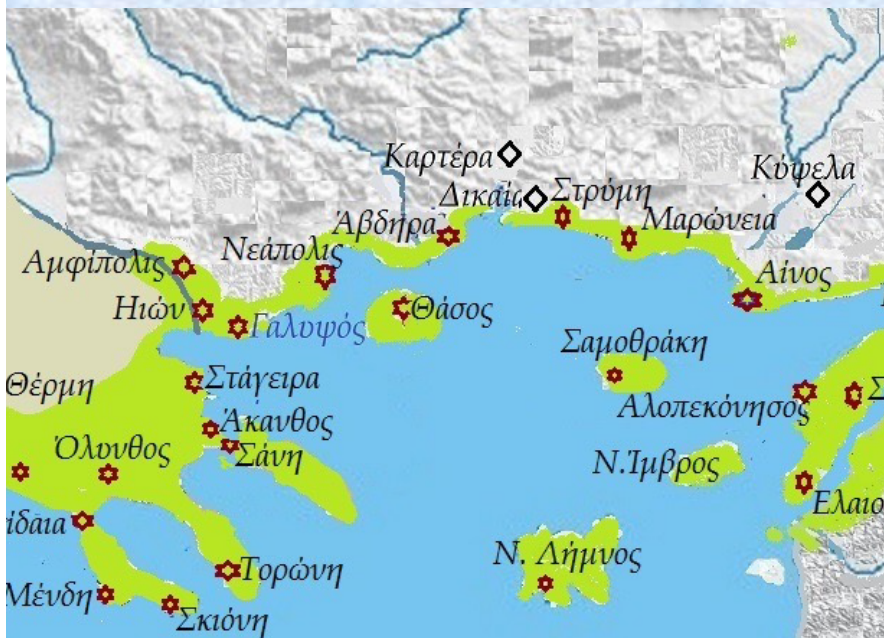 Καρτέρα
Κύψελα
Δικαία
Στρύμη
Άβδηρα
Μαρώνεια
Νεάπολις
Αμφίπολις
Αίνος
Ηιών
Θάσος
Γαλυψός
Σαμοθράκη
Στάγειρα
Θέρμη
Αλοπεκόνησος
Σ
Άκανθος
Σάνη
Όλυνθος
Ν.Ίμβρος
Ελαιο
ίδαια
Ν. Λήμνος
Τορώνη
Μένδη
Σκιόνη